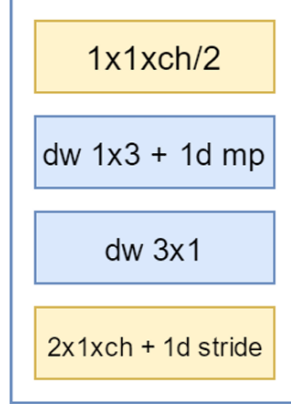 1x1xch/2
dw 1x3 + 1d mp
dw 3x1
2x1xch + 1d stride